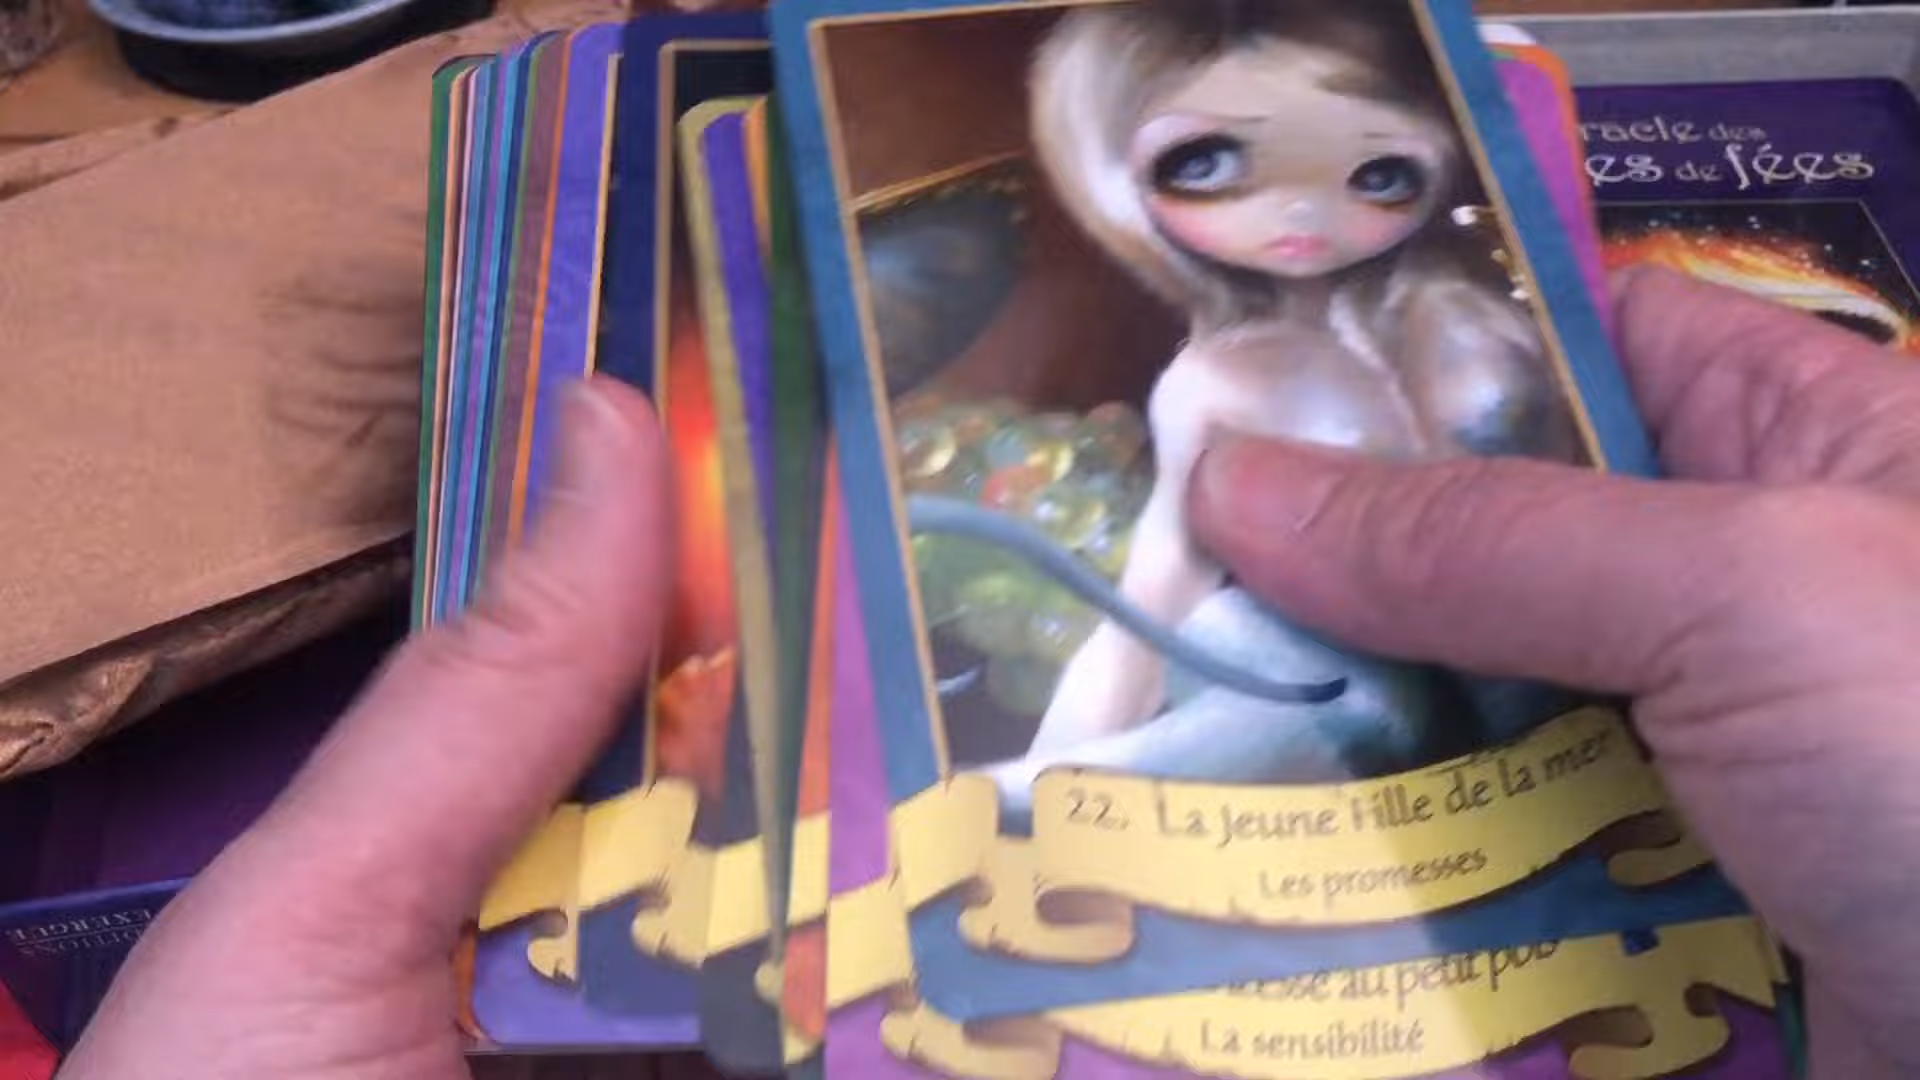 racle des
es de fées
22. La jeune fille de la mer
Les promesses
au petit pois
La sensibilité
EXERGUE